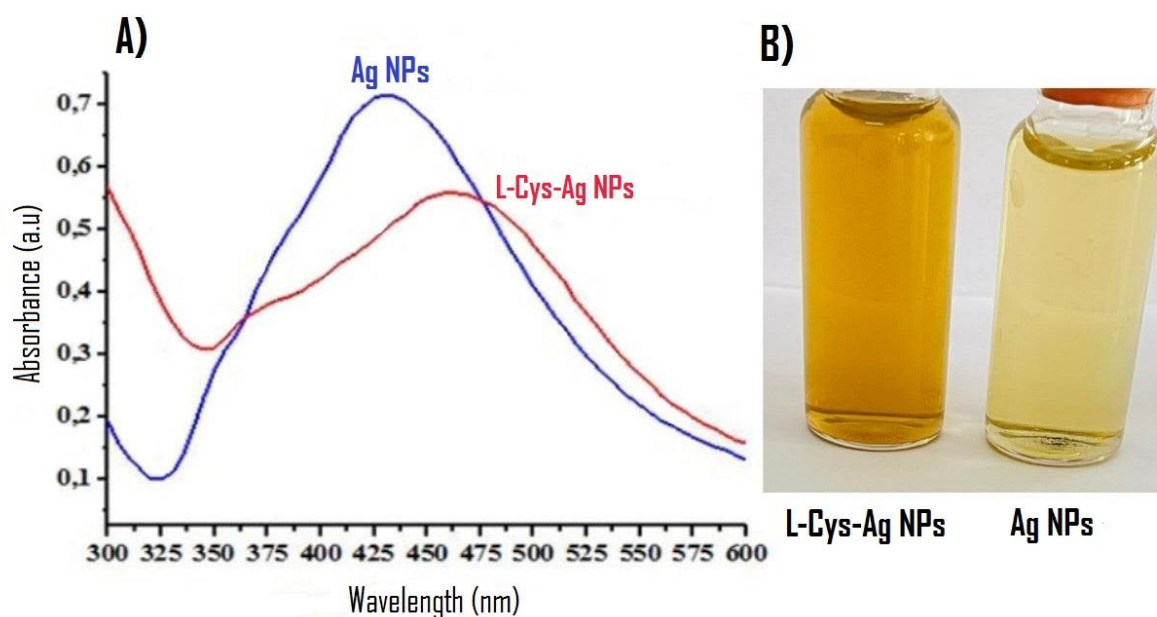 A)
B)
Ag NPs
L-Cys-Ag NPs
Absorbance (a.u)
0,7
0,6
0,5
0,4
0,3
0,2
0,1
300 325 350 375 400 425 450 475 500 525 550 575 600
Wavelength (nm)
L-Cys-Ag NPs Ag NPs